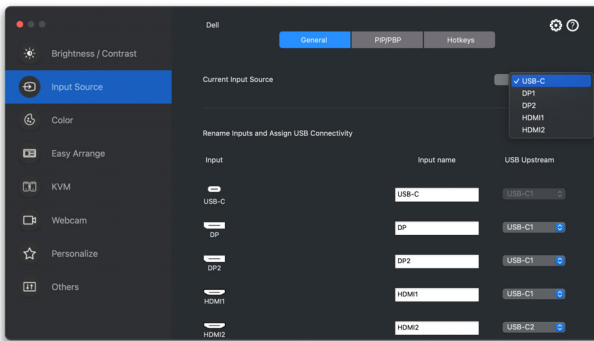 Dell
General PIP/PBP Hotkeys
Brightness / Contrast
Input Source
Color
Easy Arrange
KVM
Webcam
Personalize
Others
Current Input Source
✓ USB-C
DP1
DP2
HDMI1
HDMI2
Rename Inputs and Assign USB Connectivity
Input Input name USB Upstream
USB-C USB-C USB-C1
DP DP USB-C1
DP2 DP2 USB-C1
HDMI1 HDMI1 USB-C1
HDMI2 HDMI2 USB-C2